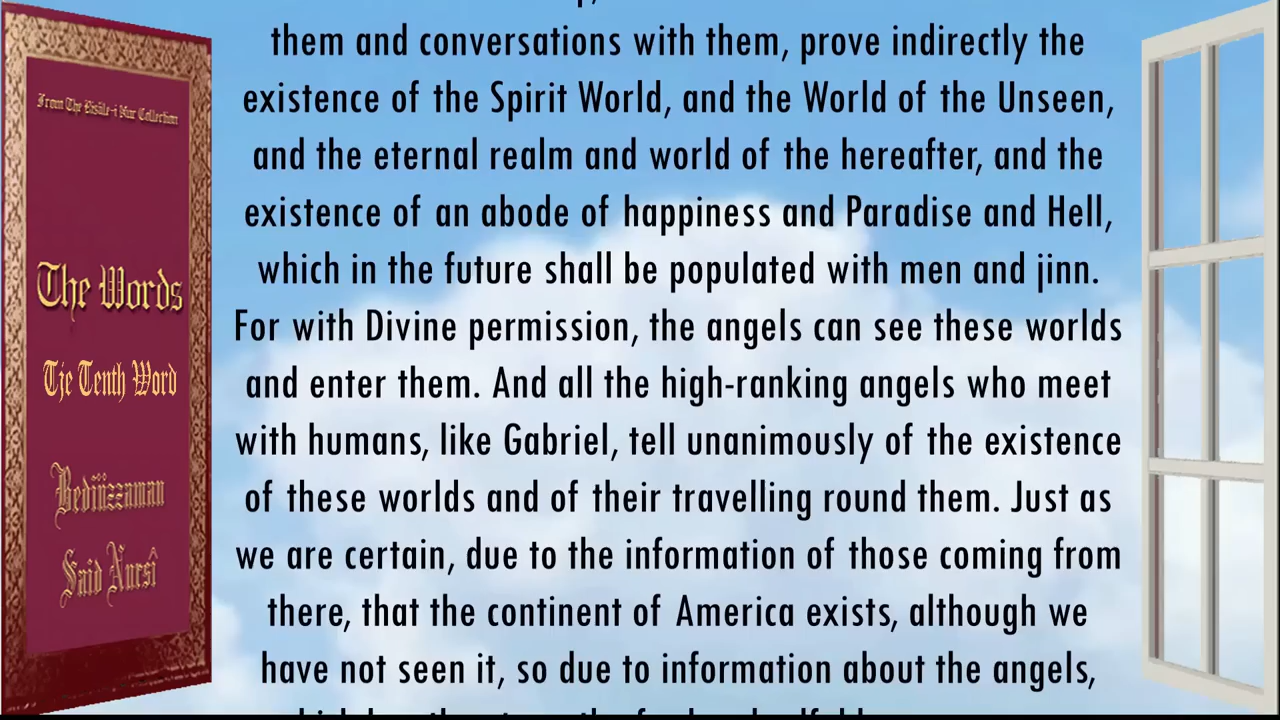 From The Risale-i Nur Collection
The Words
Tje Tenth Word
Bediüzzaman
Said Nursî
them and conversations with them, prove indirectly the
existence of the Spirit World, and the World of the Unseen,
and the eternal realm and world of the hereafter, and the
existence of an abode of happiness and Paradise and Hell,
which in the future shall be populated with men and jinn.
For with Divine permission, the angels can see these worlds
and enter them. And all the high-ranking angels who meet
with humans, like Gabriel, tell unanimously of the existence
of these worlds and of their travelling round them. Just as
we are certain, due to the information of those coming from
there, that the continent of America exists, although we
have not seen it, so due to information about the angels,